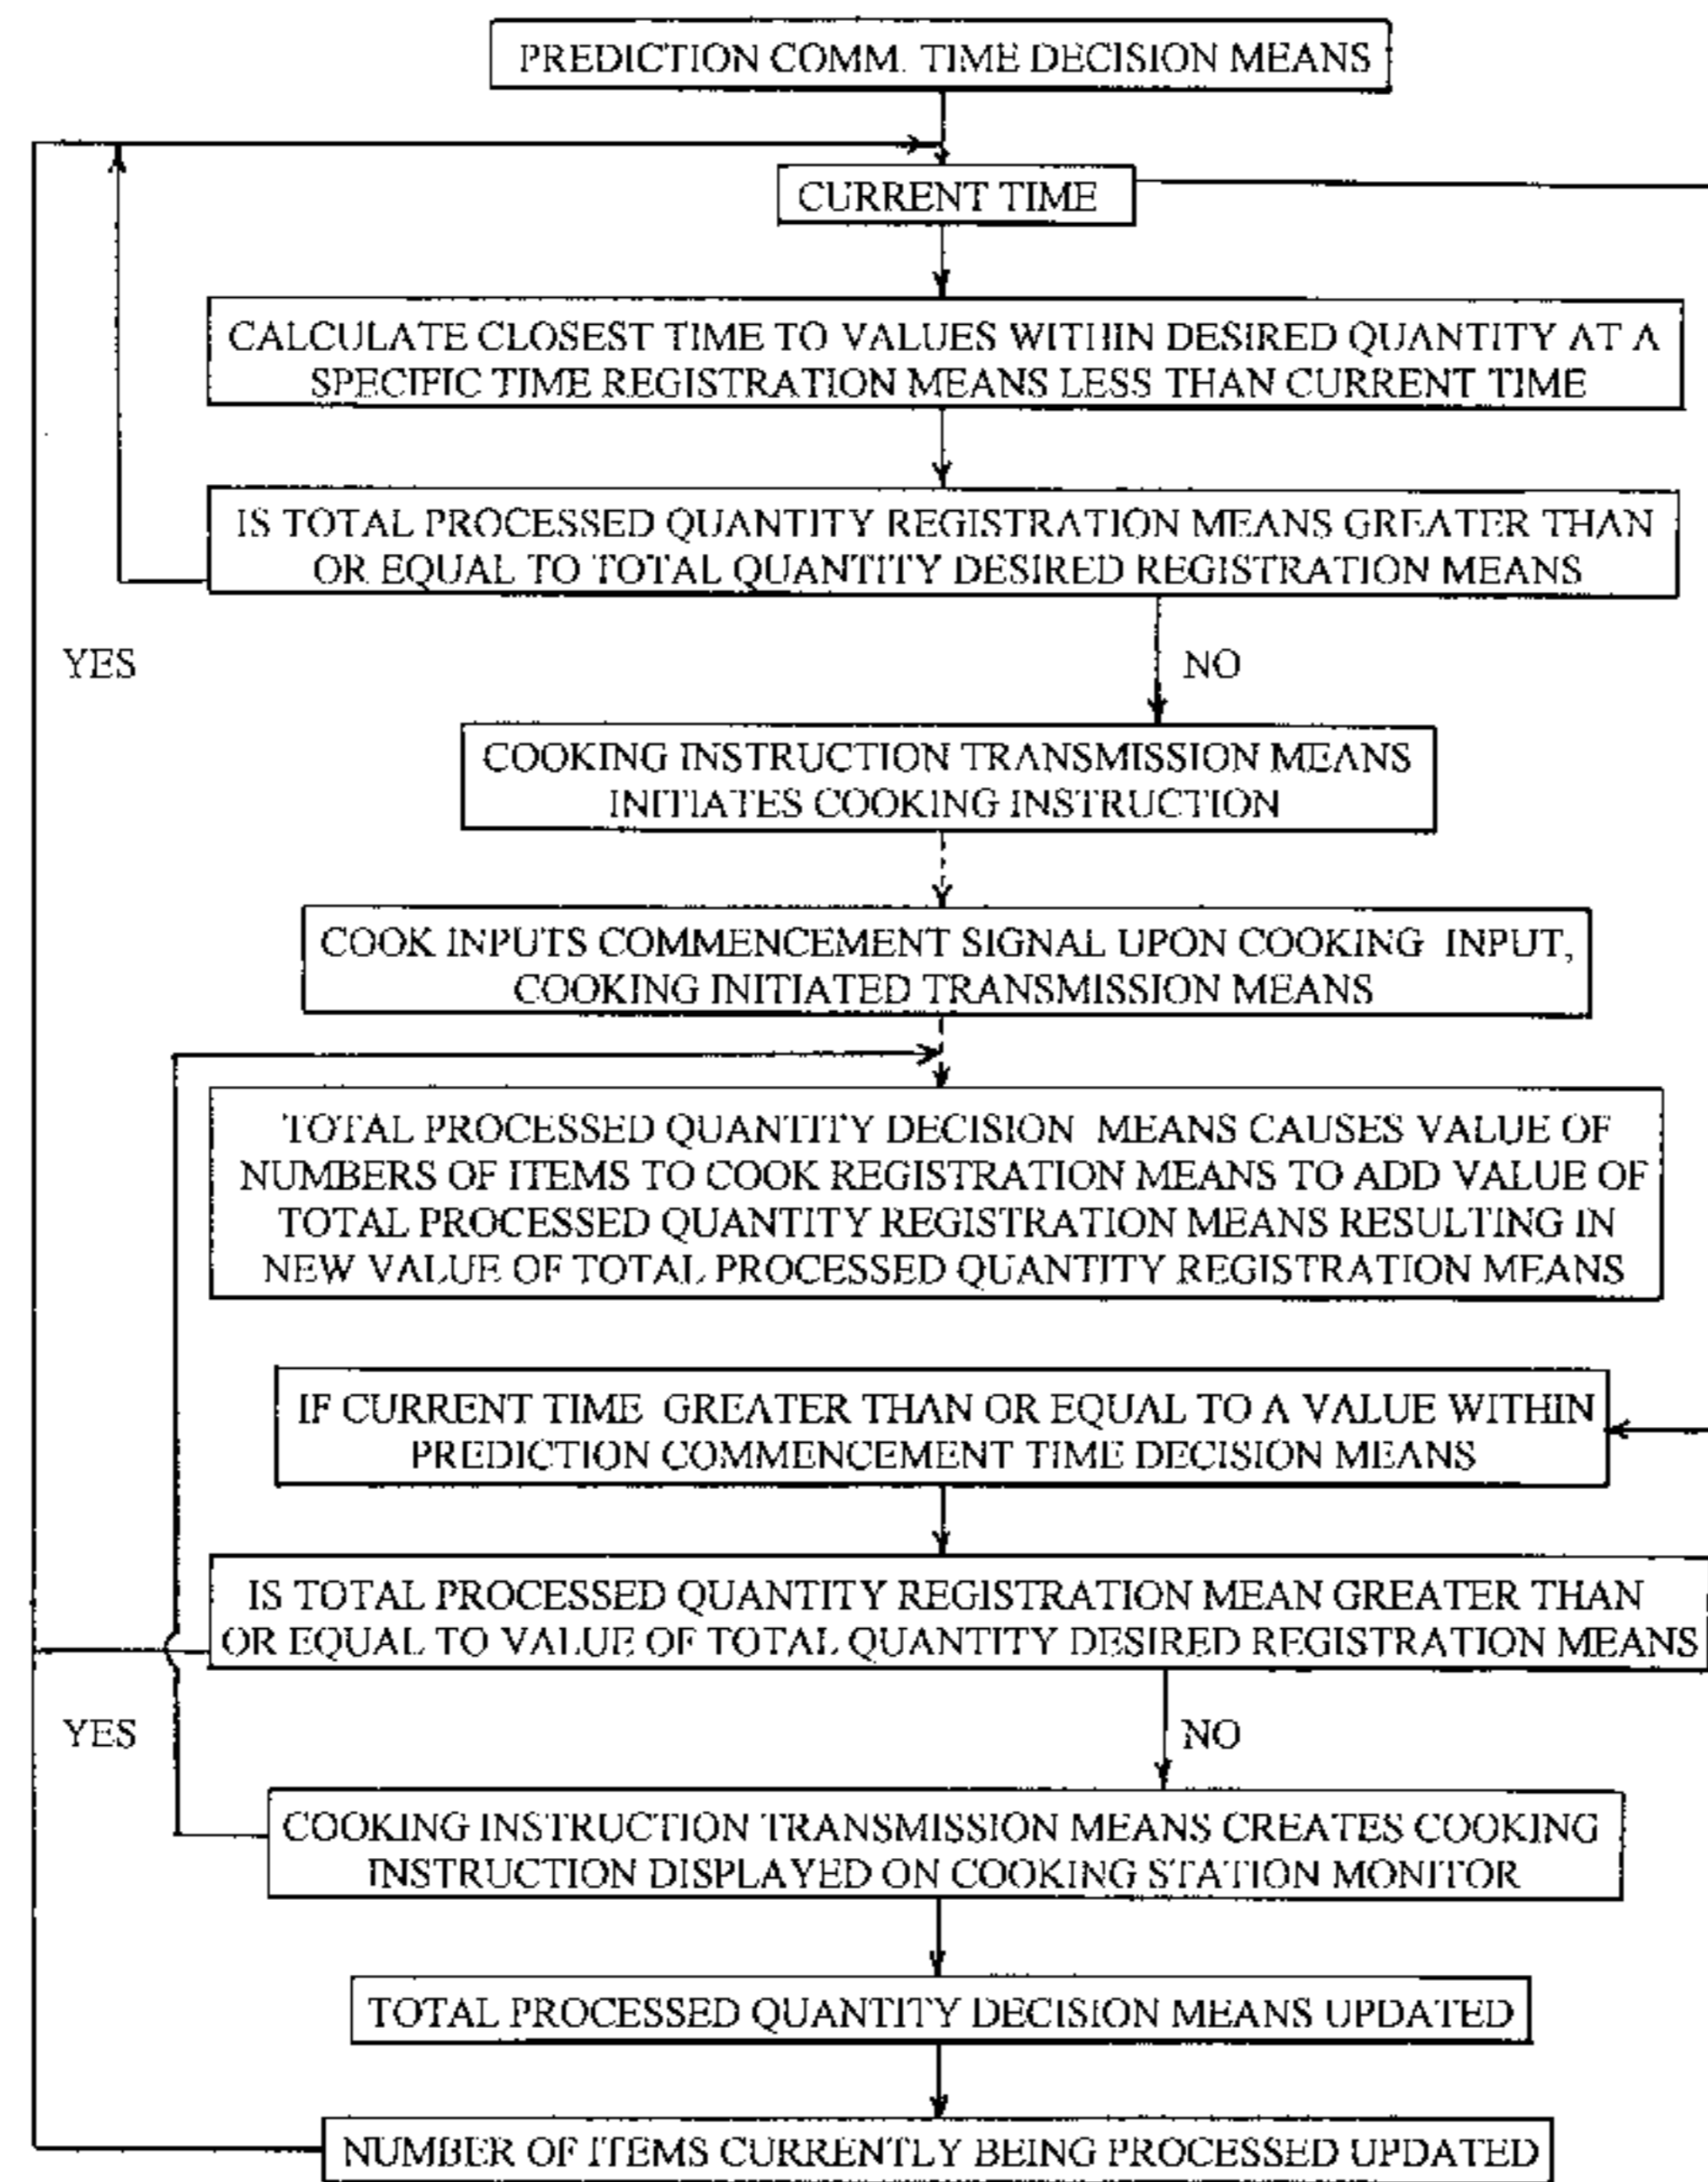 PREDICTION COMM. TIME DECISION MEANS
CURRENT TIME
CALCULATE CLOSEST TIME TO VALUES WITHIN DESIRED QUANTITY AT A
SPECIFIC TIME REGISTRATION MEANS LESS THAN CURRENT TIME
IS TOTAL PROCESSED QUANTITY REGISTRATION MEANS GREATER THAN
OR EQUAL TO TOTAL QUANTITY DESIRED REGISTRATION MEANS
YES
NO
COOKING INSTRUCTION TRANSMISSION MEANS
INITIATES COOKING INSTRUCTION
COOK INPUTS COMMENCEMENT SIGNAL UPON COOKING INPUT,
COOKING INITIATED TRANSMISSION MEANS
TOTAL PROCESSED QUANTITY DECISION MEANS CAUSES VALUE OF
NUMBERS OF ITEMS TO COOK REGISTRATION MEANS TO ADD VALUE OF
TOTAL PROCESSED QUANTITY REGISTRATION MEANS RESULTING IN
NEW VALUE OF TOTAL PROCESSED QUANTITY REGISTRATION MEANS
IF CURRENT TIME GREATER THAN OR EQUAL TO A VALUE WITHIN
PREDICTION COMMENCEMENT TIME DECISION MEANS
IS TOTAL PROCESSED QUANTITY REGISTRATION MEAN GREATER THAN
OR EQUAL TO VALUE OF TOTAL QUANTITY DESIRED REGISTRATION MEANS
YES
NO
COOKING INSTRUCTION TRANSMISSION MEANS CREATES COOKING
INSTRUCTION DISPLAYED ON COOKING STATION MONITOR
TOTAL PROCESSED QUANTITY DECISION MEANS UPDATED
NUMBER OF ITEMS CURRENTLY BEING PROCESSED UPDATED